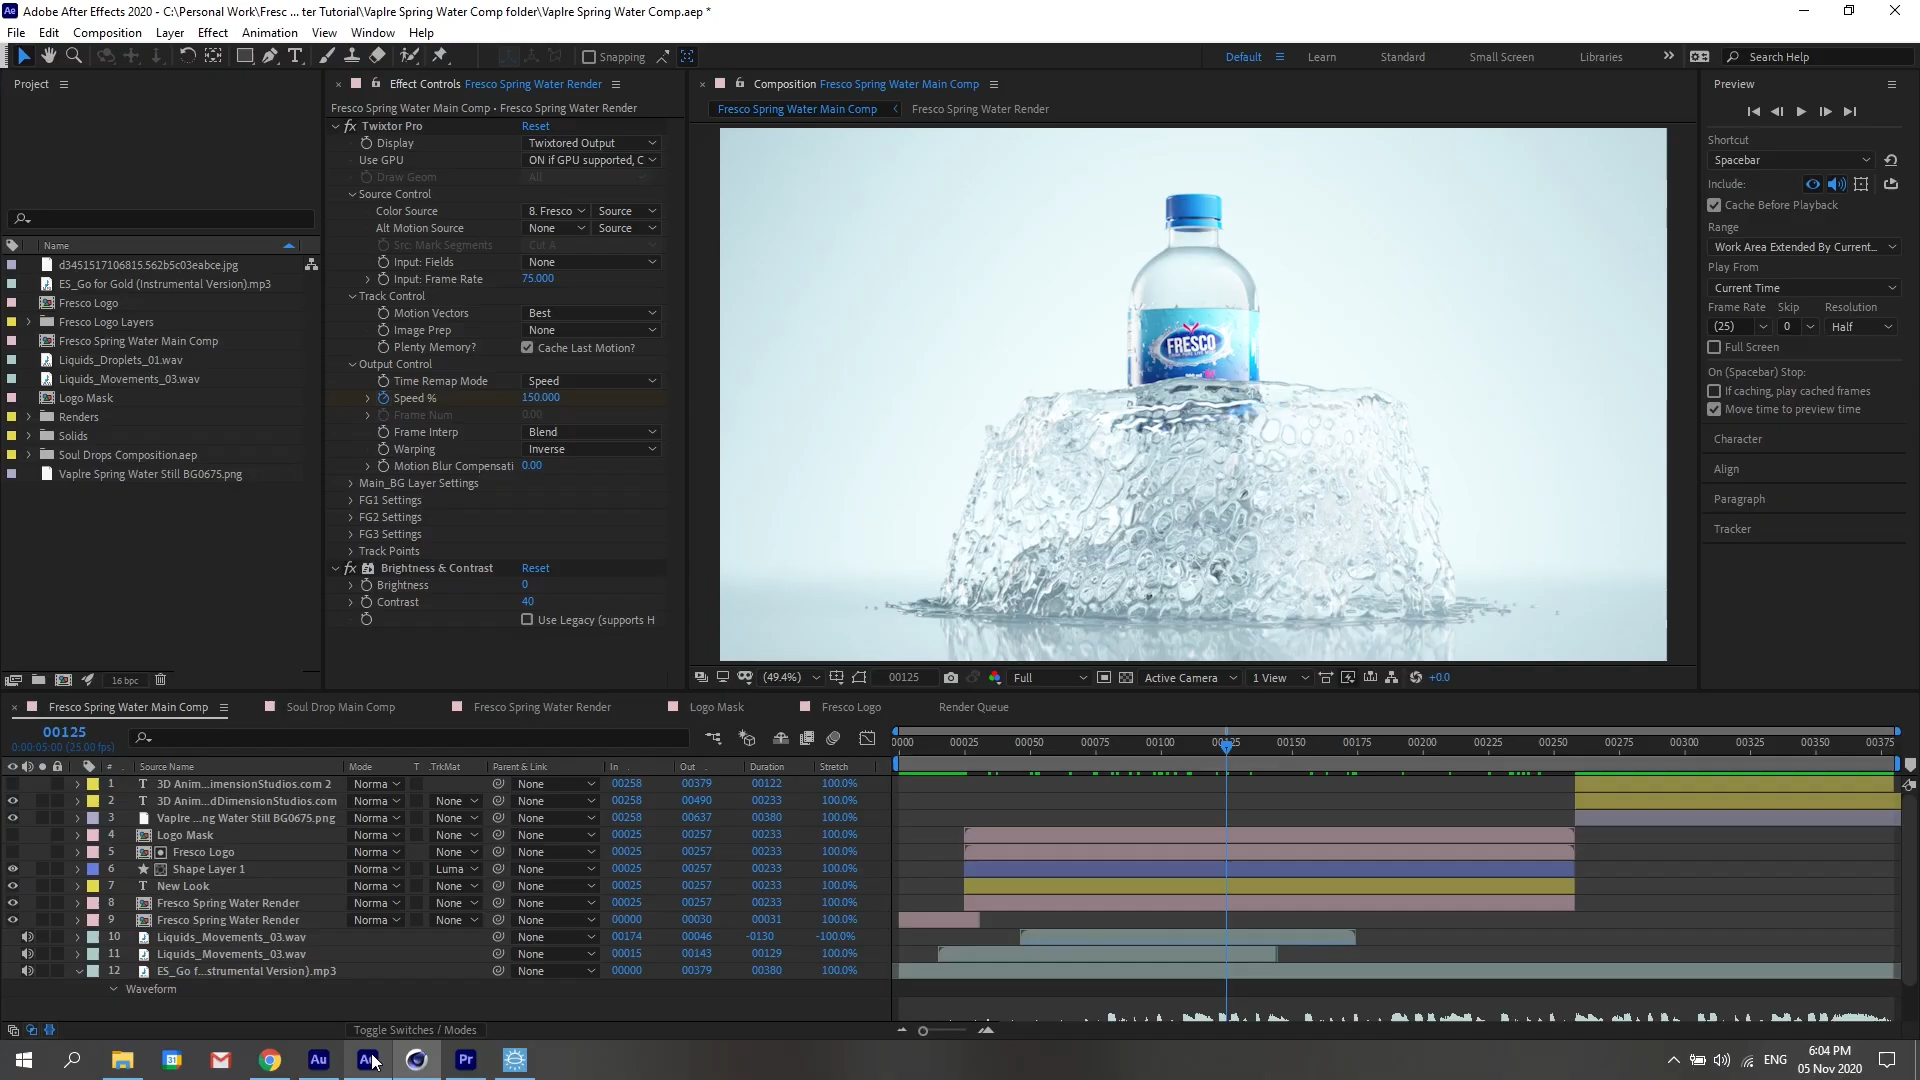 Adobe After Effects 2020 - C:\Personal Work\Fresc ... ter Tutorial\Vaplre Spring Water Comp folder\Vaplre Spring Water Comp.aep *
File Edit Composition Layer Effect Animation View Window Help
Snapping
Default Learn Standard Small Screen Libraries Search Help
Project
Name
d3451517106815.562b5c03eabce.jpg
ES_Go for Gold (Instrumental Version).mp3
Fresco Logo
Fresco Logo Layers
Fresco Spring Water Main Comp
Liquids_Droplets_01.wav
Liquids_Movements_03.wav
Logo Mask
Renders
Solids
Soul Drops Composition.aep
Vaplre Spring Water Still BG0675.png
16 bpc
Effect Controls Fresco Spring Water Render
Fresco Spring Water Main Comp • Fresco Spring Water Render
fx Twixtor Pro Reset
Display Twixtored Output
Use GPU ON if GPU supported, C
Draw Geom All
Source Control
Color Source 8. Fresco Source
Alt Motion Source None Source
Src: Mark Segments Cut A
Input: Fields None
Input: Frame Rate 75.000
Track Control
Motion Vectors Best
Image Prep None
Plenty Memory? Cache Last Motion?
Output Control
Time Remap Mode Speed
Speed % 150.000
Frame Num 0.00
Frame Interp Blend
Warping Inverse
Motion Blur Compensati 0.00
Main_BG Layer Settings
FG1 Settings
FG2 Settings
FG3 Settings
Track Points
fx Brightness & Contrast Reset
Brightness 0
Contrast 40
Use Legacy (supports H
Composition Fresco Spring Water Main Comp
Fresco Spring Water Main Comp Fresco Spring Water Render
FRESCO
(49.4%) 00125 Full Active Camera 1 View +0.0
Preview
Shortcut
Spacebar
Include:
Cache Before Playback
Range
Work Area Extended By Current...
Play From
Current Time
Frame Rate Skip Resolution
(25) 0 Half
Full Screen
On (Spacebar) Stop:
If caching, play cached frames
Move time to preview time
Character
Align
Paragraph
Tracker
Fresco Spring Water Main Comp Soul Drop Main Comp Fresco Spring Water Render Logo Mask Fresco Logo Render Queue
00125
0:00:05:00 (25.00 fps)
0000 00025 00050 00075 00100 00125 00150 00175 00200 00225 00250 00275 00300 00325 00350 00375
# Source Name Mode T .TrkMat Parent & Link In Out Duration Stretch
1 T 3D Anim...imensionStudios.com 2 Norma None 00258 00379 00122 100.0%
2 T 3D Anim...dDimensionStudios.com Norma None None 00258 00490 00233 100.0%
3 Vaplre ...ng Water Still BG0675.png Norma None None 00258 00637 00380 100.0%
4 Logo Mask Norma None None 00025 00257 00233 100.0%
5 Fresco Logo Norma None None 00025 00257 00233 100.0%
6 Shape Layer 1 Norma Luma None 00025 00257 00233 100.0%
7 T New Look Norma None None 00025 00257 00233 100.0%
8 Fresco Spring Water Render Norma None None 00025 00257 00233 100.0%
9 Fresco Spring Water Render Norma None None 00000 00030 00031 100.0%
10 Liquids_Movements_03.wav None 00174 00046 -0130 -100.0%
11 Liquids_Movements_03.wav None 00015 00143 00129 100.0%
12 ES_Go f...strumental Version).mp3 None 00000 00379 00380 100.0%
Waveform
Toggle Switches / Modes
31 Au Pr
ENG
6:04 PM
05 Nov 2020